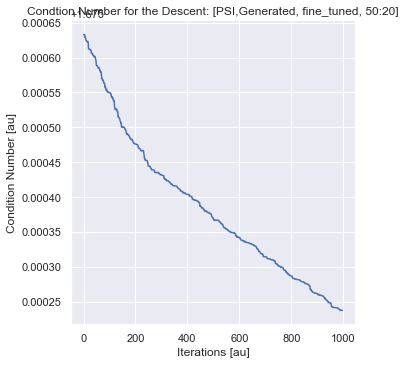 Condtion Number for the Descent: [PSI,Generated, fine_tuned, 50:20]
0.00065
0.00060
0.00055
0.00050
0.00045
0.00040
0.00035
0.00030
0.00025
Condition Number [au]
0 200 400 600 800 1000
Iterations [au]